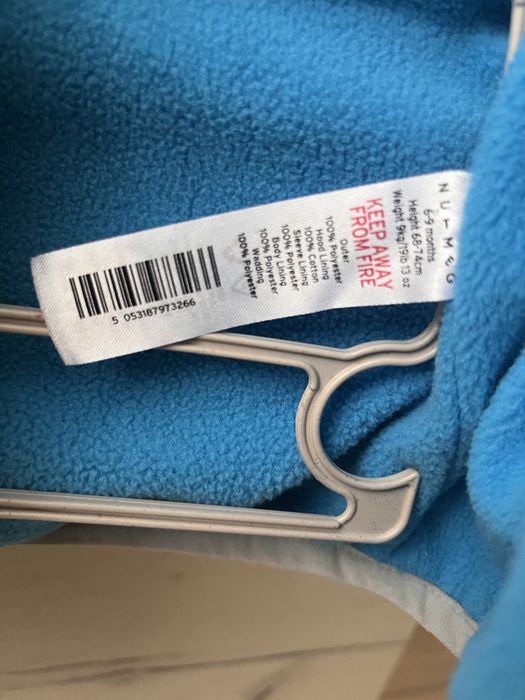 NUTMEG
6-9 months
Height 68-74cm
Weight 9kg/19lb 13 oz
KEEP AWAY
FROM FIRE
Outer
100% Polyester
Hood Lining
100% Cotton
Sleeve Lining
100% Polyester
Body Lining
100% Polyester
Wadding
100% Polyester
5 053187973266